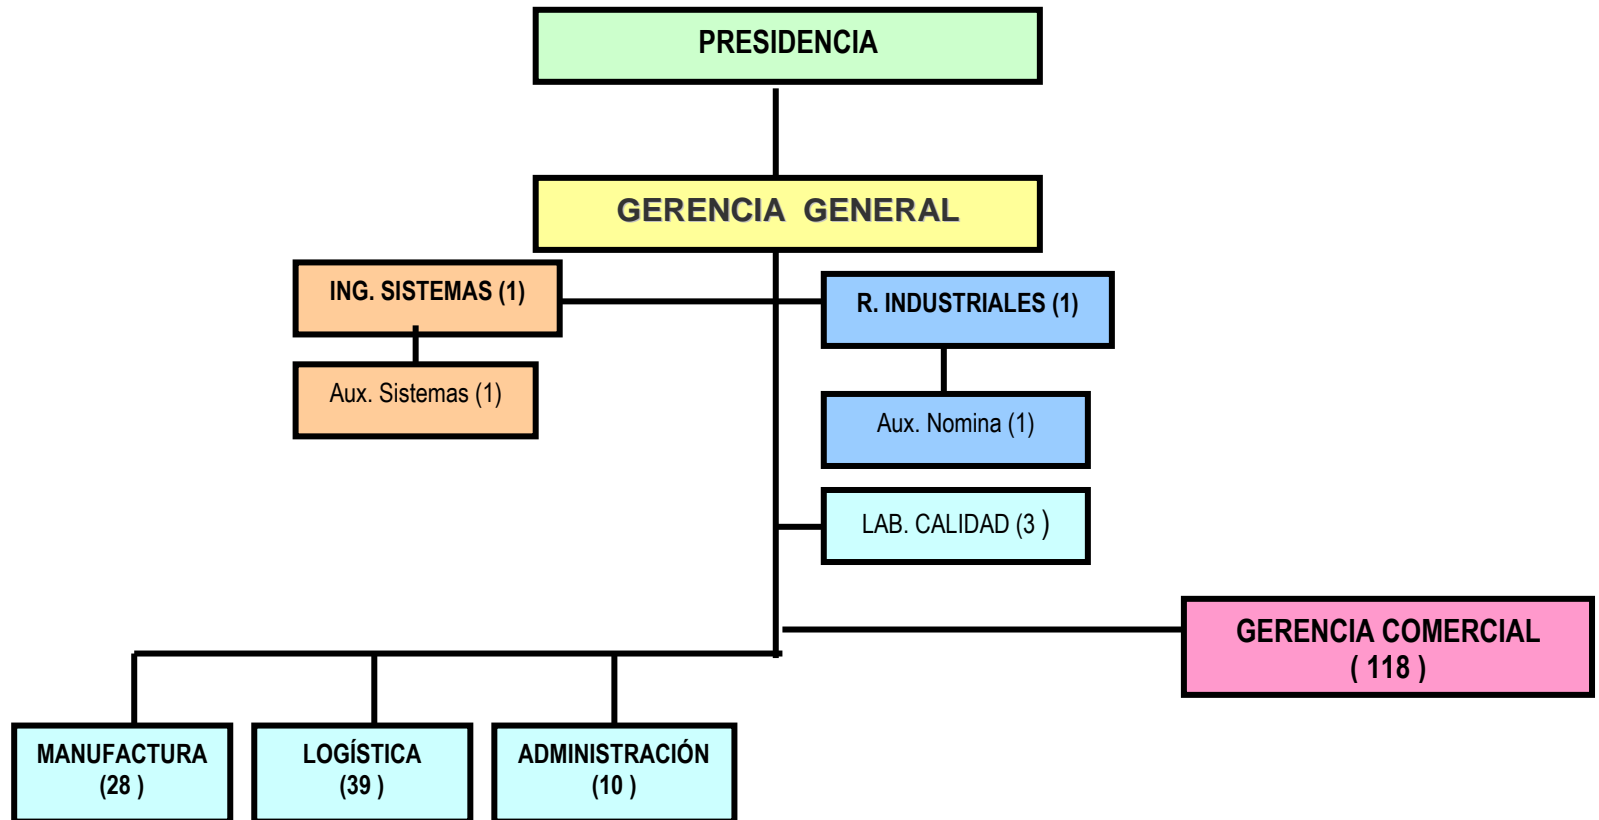 PRESIDENCIA
GERENCIA GENERAL
ING. SISTEMAS (1)
R. INDUSTRIALES (1)
Aux. Sistemas (1)
Aux. Nomina (1)
LAB. CALIDAD (3 )
GERENCIA COMERCIAL
( 118 )
MANUFACTURA
(28 )
LOGÍSTICA
(39 )
ADMINISTRACIÓN
(10 )